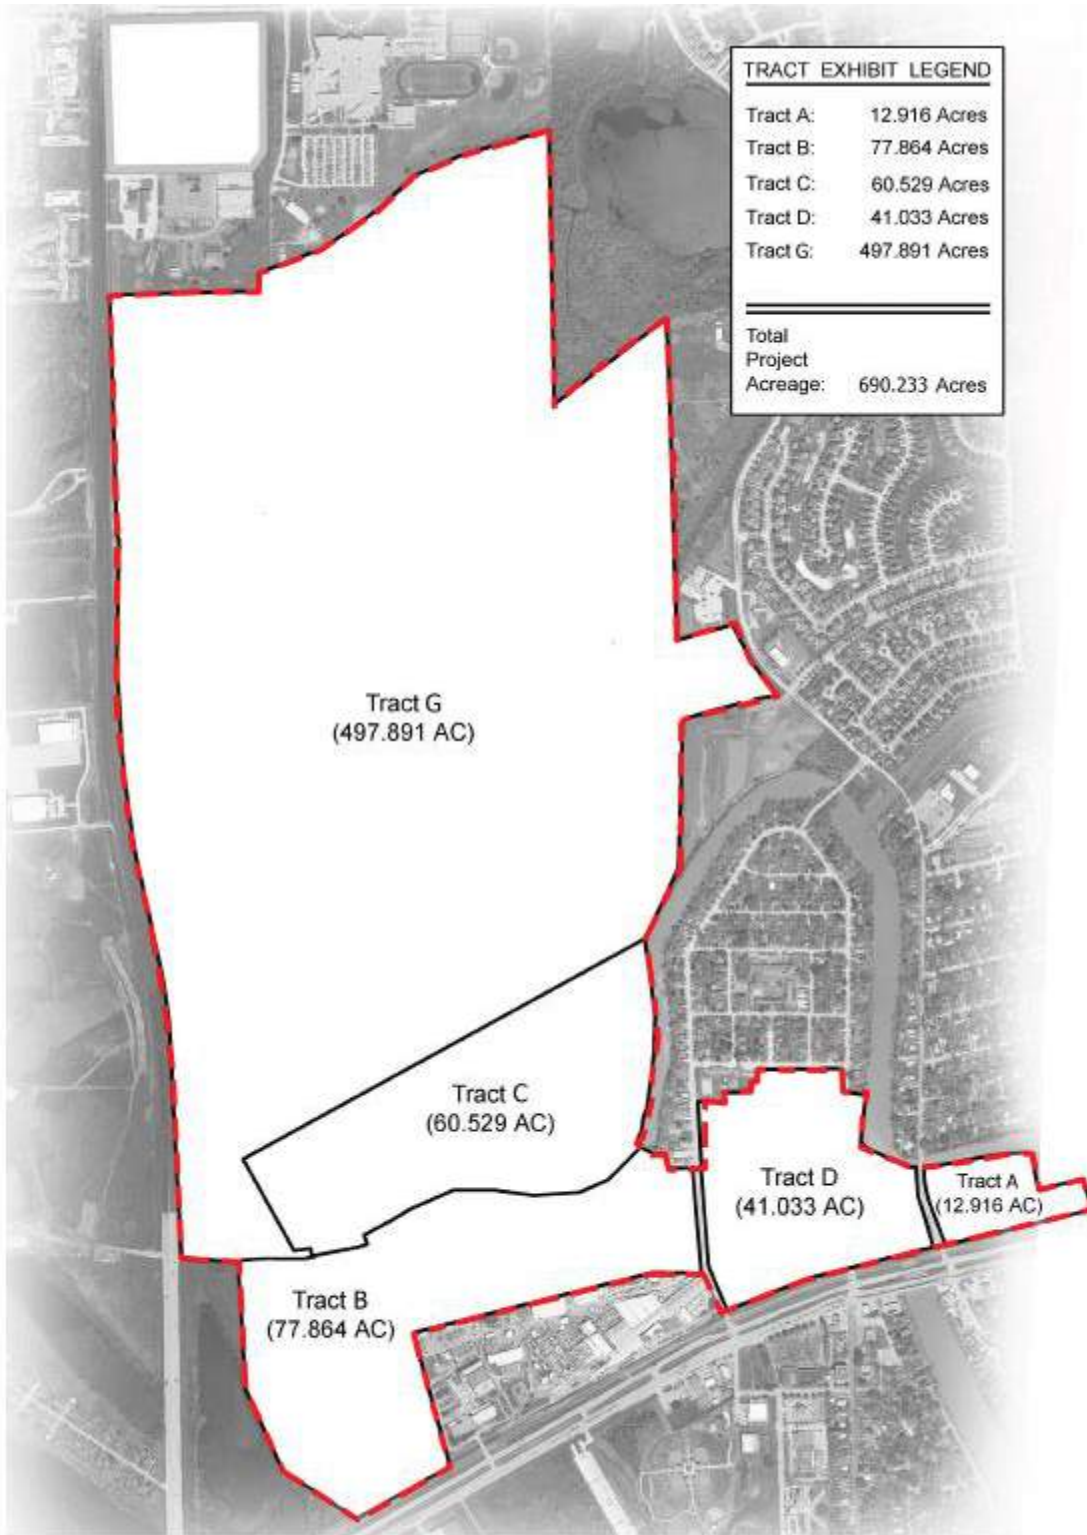 TRACT EXHIBIT LEGEND
Tract A: 12.916 Acres
Tract B: 77.864 Acres
Tract C: 60.529 Acres
Tract D: 41.033 Acres
Tract G: 497.891 Acres
Total
Project
Acreage: 690.233 Acres
Tract G
(497.891 AC)
Tract C
(60.529 AC)
Tract D
(41.033 AC)
Tract A
(12.916 AC)
Tract B
(77.864 AC)